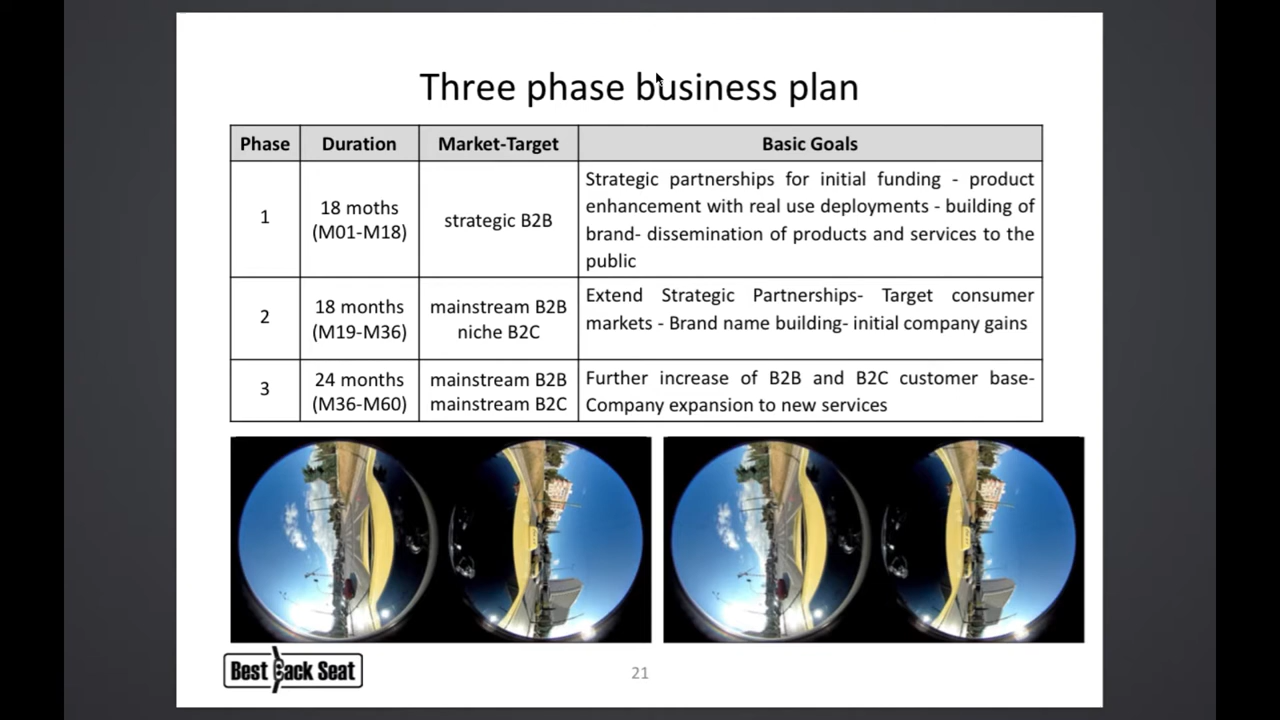 Three phase business plan
Phase Duration Market-Target Basic Goals
1
18 moths
(M01-M18)
strategic B2B
Strategic partnerships for initial funding - product
enhancement with real use deployments - building of
brand- dissemination of products and services to the
public
2
18 months
(M19-M36)
mainstream B2B
niche B2C
Extend Strategic Partnerships- Target consumer
markets - Brand name building- initial company gains
3
24 months
(M36-M60)
mainstream B2B
mainstream B2C
Further increase of B2B and B2C customer base-
Company expansion to new services
Best Back Seat
21